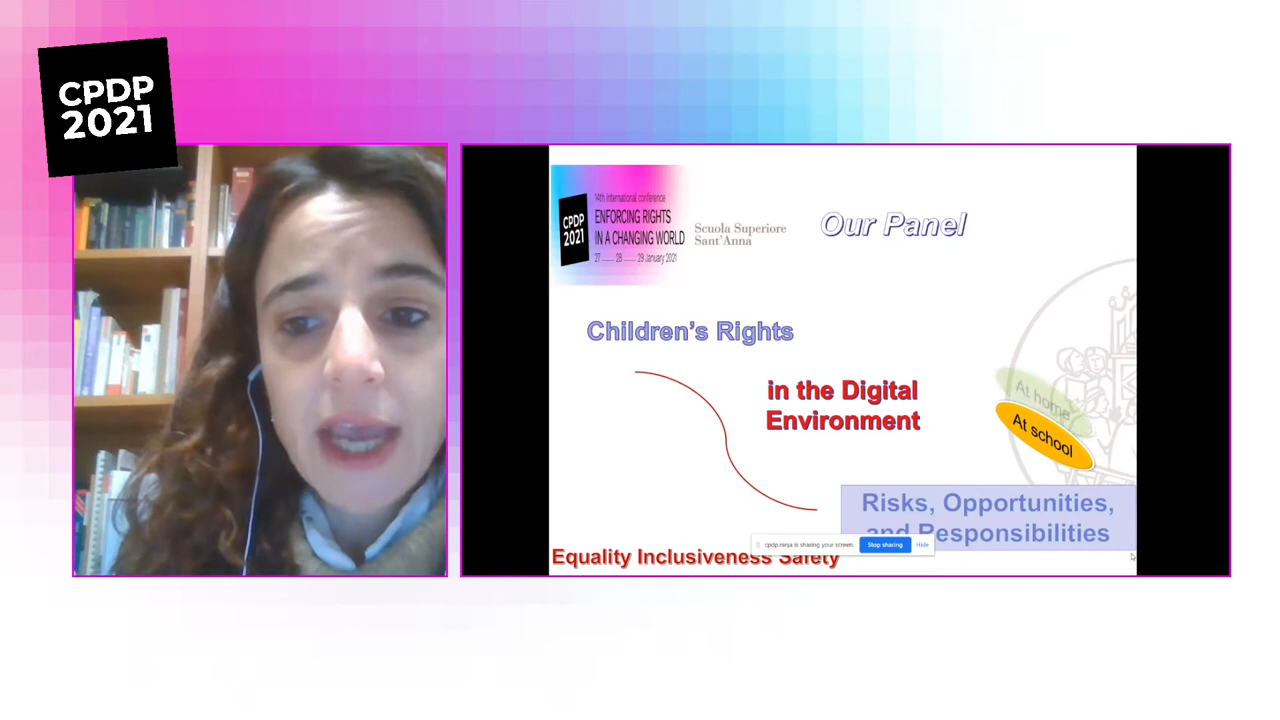 CPDP
2021
14th international conference
CPDP
2021
ENFORCING RIGHTS
IN A CHANGING WORLD
27 — 28 — 29 January 2021
Scuola Superiore
Sant'Anna
Our Panel
Children's Rights
in the Digital
Environment
At home
At school
Risks, Opportunities,
and Responsibilities
cpdp.ninja is sharing your screen.
Stop sharing
Hide
Equality Inclusiveness Safety